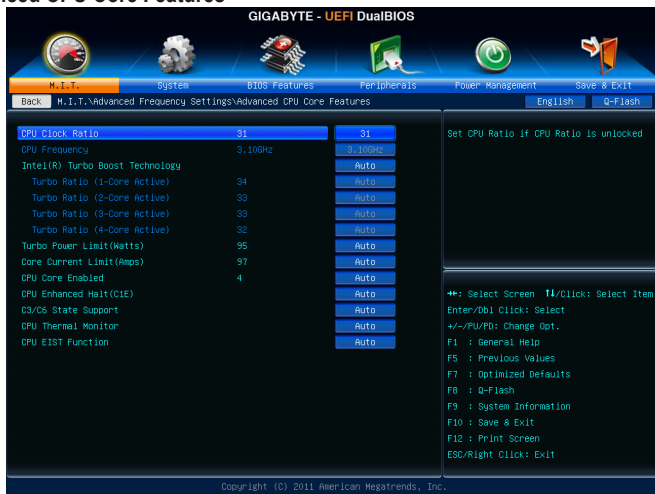 GIGABYTE - UEFI DualBIOS
M.I.T. System BIOS Features Peripherals Power Management Save & Exit
Back M.I.T.\Advanced Frequency Settings\Advanced CPU Core Features English Q-Flash
CPU Clock Ratio 31 31
CPU Frequency 3.10GHz 3.10GHz
Intel(R) Turbo Boost Technology Auto
Turbo Ratio (1-Core Active) 34 Auto
Turbo Ratio (2-Core Active) 33 Auto
Turbo Ratio (3-Core Active) 33 Auto
Turbo Ratio (4-Core Active) 32 Auto
Turbo Power Limit(Watts) 95 Auto
Core Current Limit(Amps) 97 Auto
CPU Core Enabled 4 Auto
CPU Enhanced Halt(C1E) Auto
C3/C6 State Support Auto
CPU Thermal Monitor Auto
CPU EIST Function Auto
Set CPU Ratio if CPU Ratio is unlocked
→←: Select Screen ↑↓/Click: Select Item
Enter/Dbl Click: Select
+/-/PU/PD: Change Opt.
F1 : General Help
F5 : Previous Values
F7 : Optimized Defaults
F8 : Q-Flash
F9 : System Information
F10 : Save & Exit
F12 : Print Screen
ESC/Right Click: Exit
Copyright (C) 2011 American Megatrends, Inc.